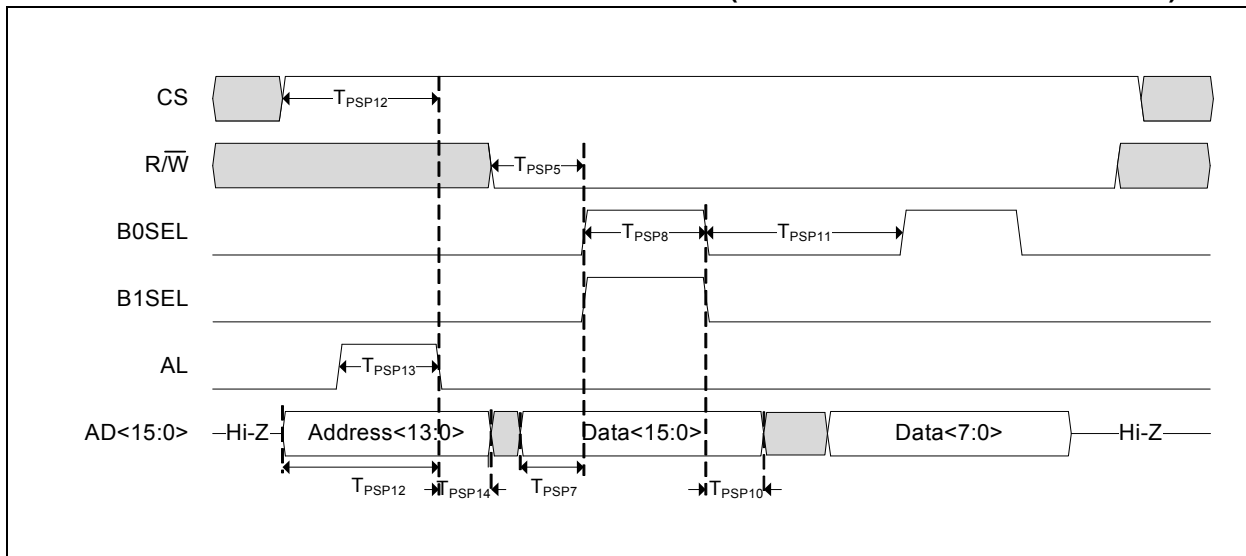 CS
T_PSP12
R/W̅
T_PSP5
B0SEL
T_PSP8
T_PSP11
B1SEL
AL
T_PSP13
AD<15:0>
Hi-Z
Address<13:0>
Data<15:0>
Data<7:0>
Hi-Z
T_PSP12
T_PSP14
T_PSP7
T_PSP10